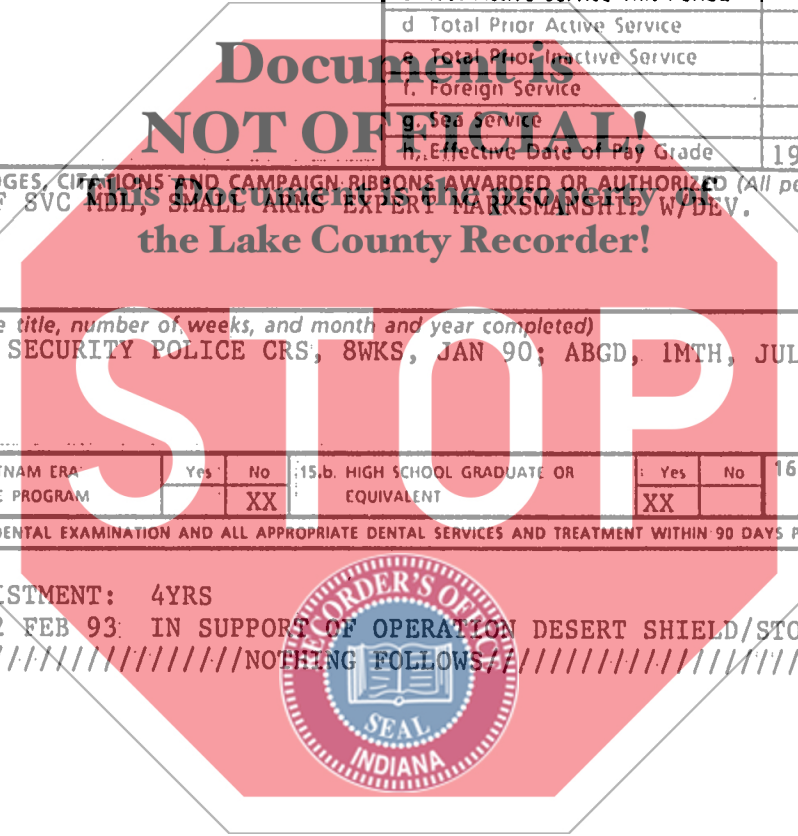 d Total Prior Active Service
Document is
e. Total Prior Inactive Service
f. Foreign Service
NOT OFFICIAL!
g. Sea Service
h. Effective Date of Pay Grade 19
CITATIONS AND CAMPAIGN RIBBONS AWARDED OR AUTHORIZED (All pe
This Document is the property of
SVC MDL, SMALL ARMS EXPERT MARKSMANSHIP W/DEV.
the Lake County Recorder!
e title, number of weeks, and month and year completed)
SECURITY POLICE CRS, 8WKS, JAN 90; ABGD, 1MTH, JUL
STOP
TNAM ERA Yes No 15.b. HIGH SCHOOL GRADUATE OR Yes No 16
E PROGRAM XX EQUIVALENT XX
DENTAL EXAMINATION AND ALL APPROPRIATE DENTAL SERVICES AND TREATMENT WITHIN 90 DAYS P
ISTMENT: 4YRS
2 FEB 93 IN SUPPORT OF OPERATION DESERT SHIELD/STO
NOTHING FOLLOWS
RECORDER'S OFFICE
SEAL
INDIANA